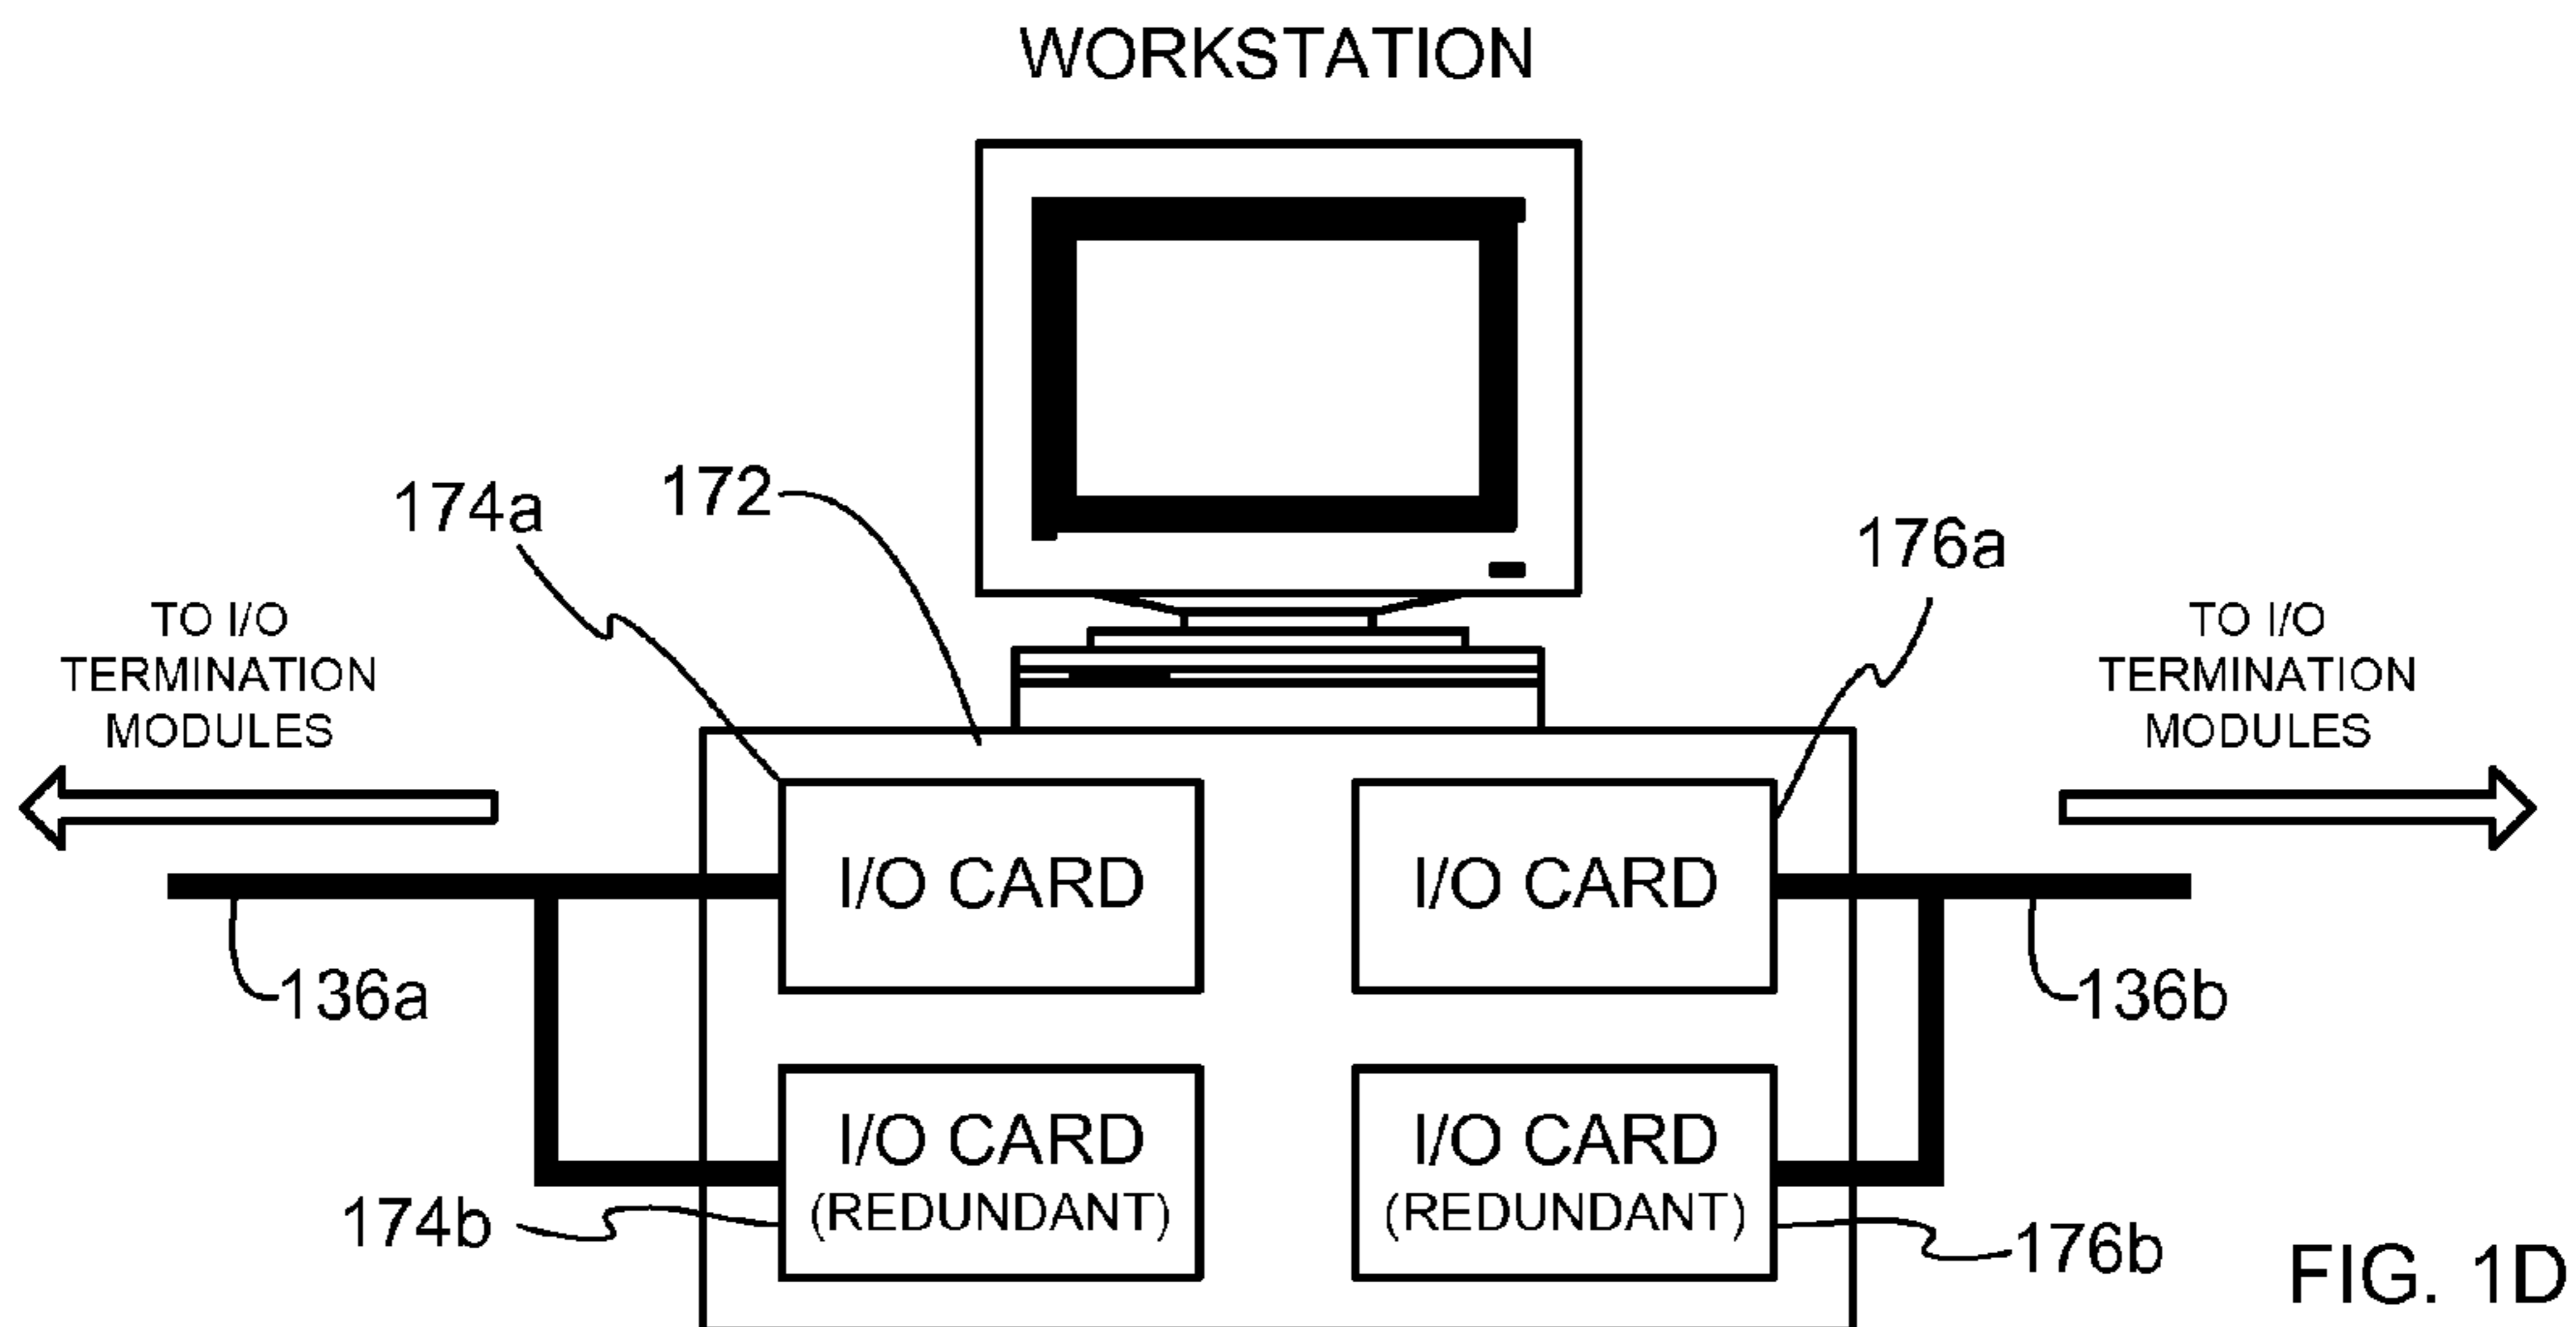 WORKSTATION
174a
172
176a
TO I/O
TERMINATION
MODULES
TO I/O
TERMINATION
MODULES
I/O CARD
I/O CARD
136a
136b
I/O CARD
(REDUNDANT)
I/O CARD
(REDUNDANT)
174b
176b
FIG. 1D